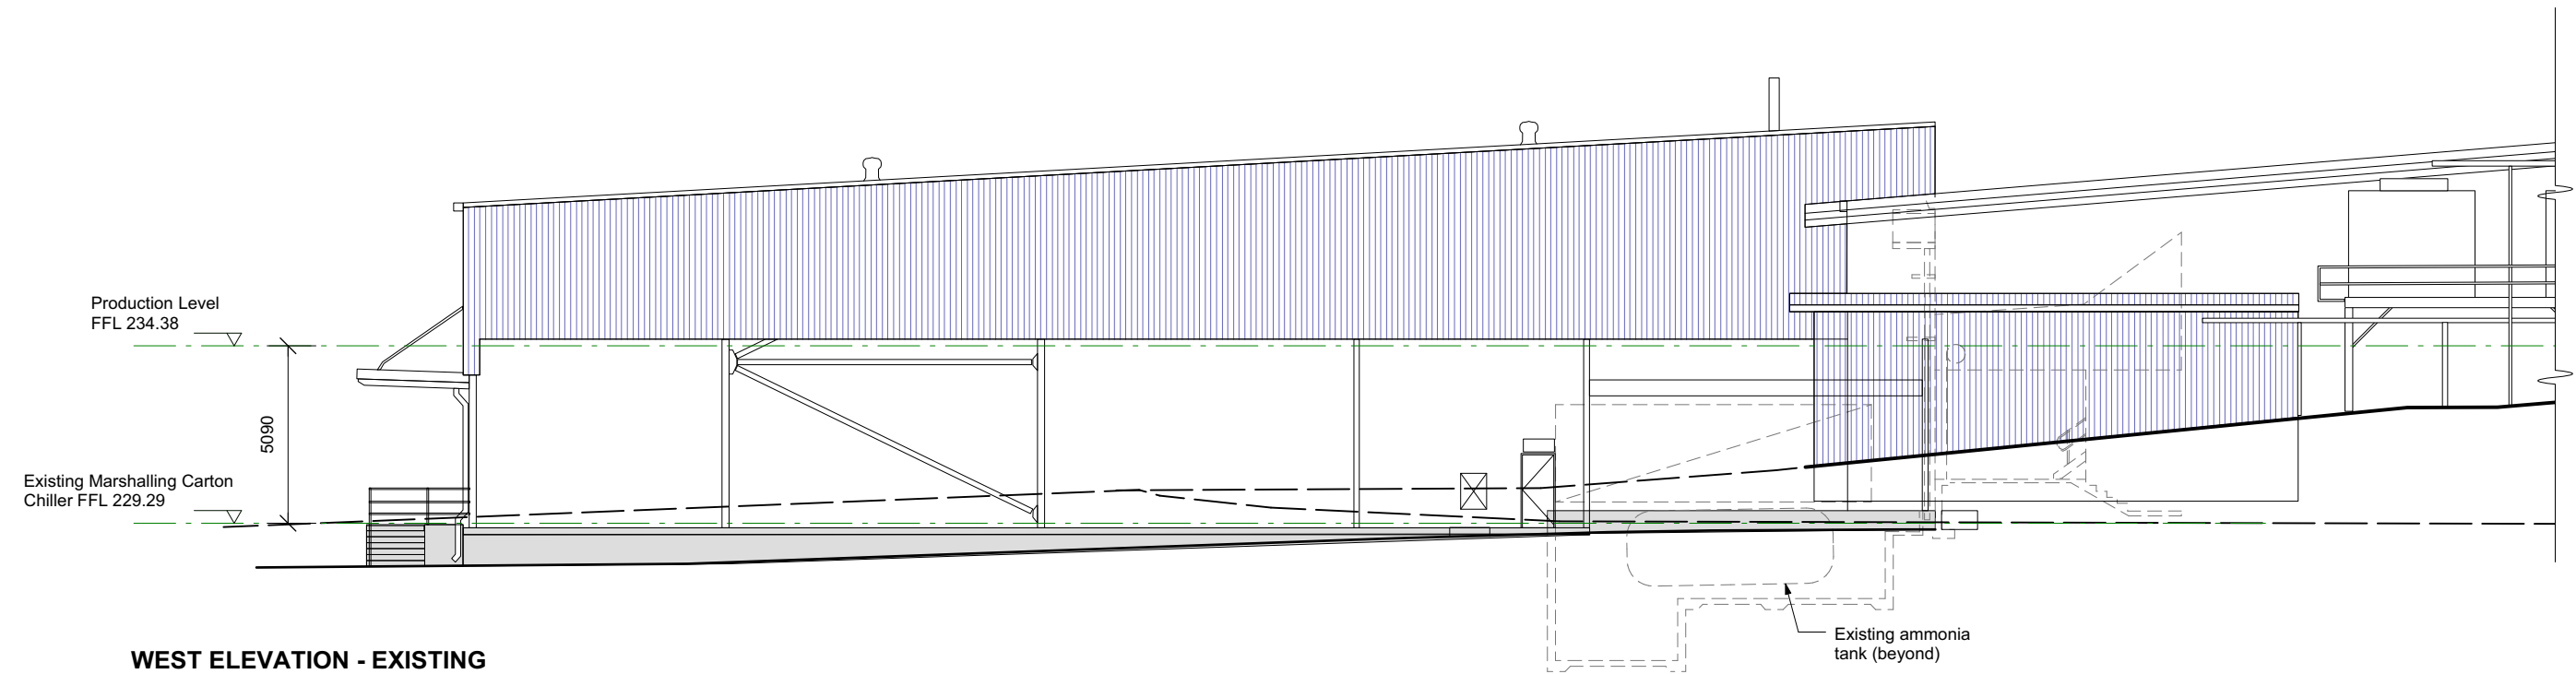 Production Level
FFL 234.38
5090
Existing Marshalling Carton
Chiller FFL 229.29
Existing ammonia
tank (beyond)
WEST ELEVATION - EXISTING